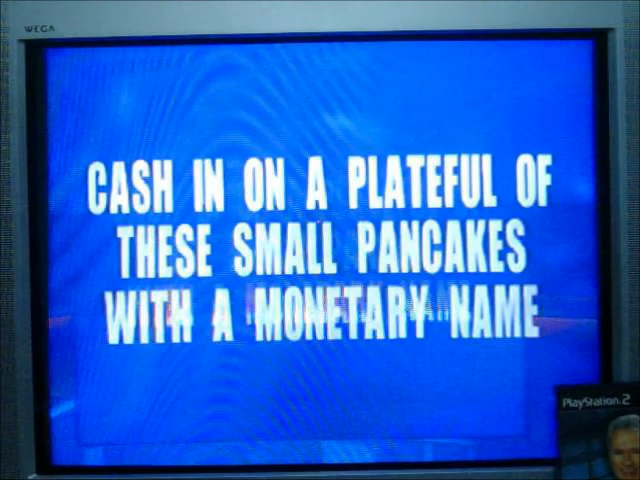 WEGA
CASH IN ON A PLATEFUL OF
THESE SMALL PANCAKES
WITH A MONETARY NAME
PlayStation.2